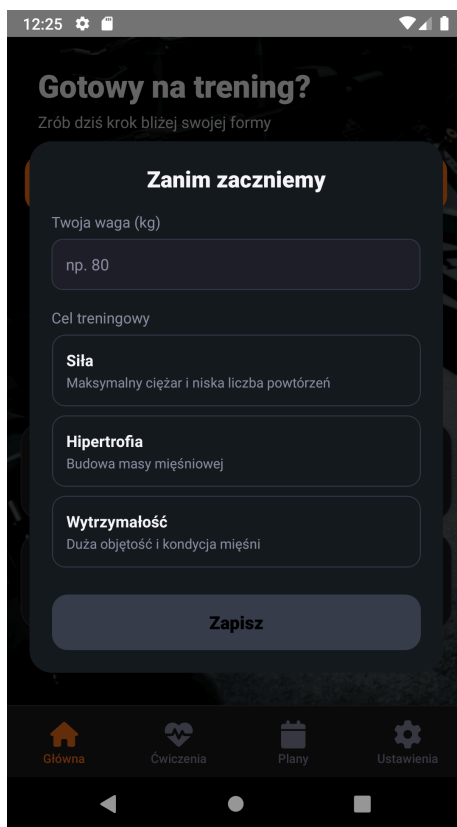 12:25
Gotowy na trening?
Zrób dziś krok bliżej swojej formy
Zanim zaczniemy
Twoja waga (kg)
np. 80
Cel treningowy
Siła
Maksymalny ciężar i niska liczba powtórzeń
Hipertrofia
Budowa masy mięśniowej
Wytrzymałość
Duża objętość i kondycja mięśni
Zapisz
Główna Ćwiczenia Plany Ustawienia